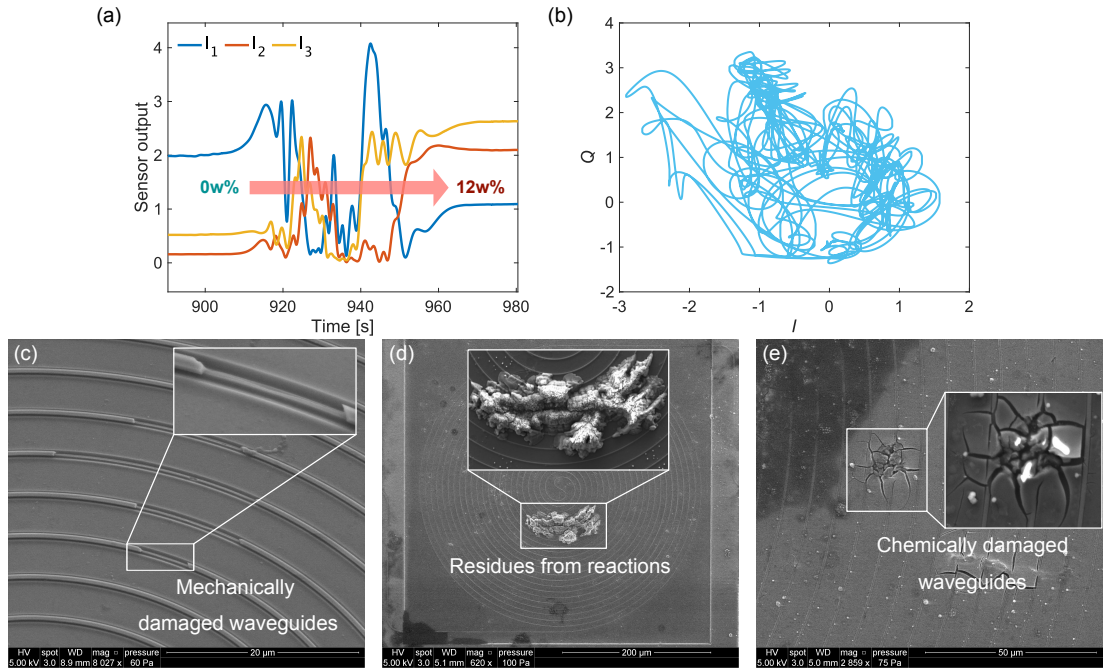 (a)
I1 I2 I3
Sensor output
4
3
2
1
0
0w%
12w%
900
920
940
960
980
Time [s]
(b)
Q
4
3
2
1
0
-1
-2
-3
-2
-1
0
1
2
I
(c)
Mechanically
damaged waveguides
HV spot WD mag □ pressure
5.00 kV 3.0 8.9 mm 8 027 x 60 Pa
20 µm
(d)
Residues from reactions
HV spot WD mag □ pressure
5.00 kV 3.0 5.1 mm 620 x 100 Pa
200 µm
(e)
Chemically damaged
waveguides
HV spot WD mag □ pressure
5.00 kV 3.0 5.0 mm 2 859 x 75 Pa
50 µm